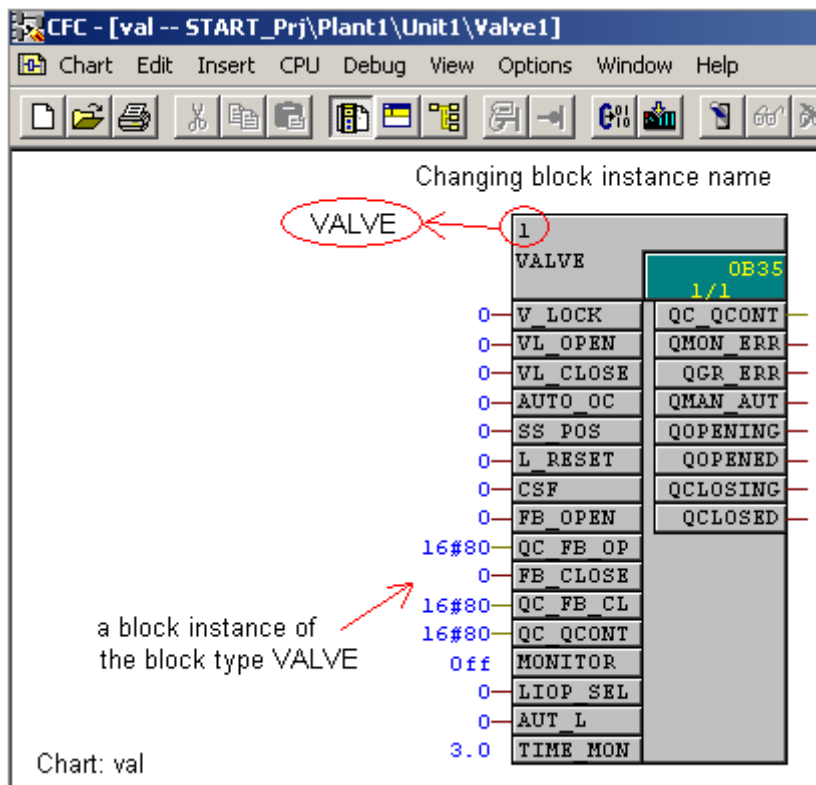 CFC - [val -- START_Prj\Plant1\Unit1\Valve1]
Chart Edit Insert CPU Debug View Options Window Help
Changing block instance name
VALVE
1
VALVE
OB35
1/1
0 V_LOCK QC_QCONT
0 VL_OPEN QMON_ERR
0 VL_CLOSE QGR_ERR
0 AUTO_OC QMAN_AUT
0 SS_POS QOPENING
0 L_RESET QOPENED
0 CSF QCLOSING
0 FB_OPEN QCLOSED
16#80 QC_FB_OP
0 FB_CLOSE
16#80 QC_FB_CL
16#80 QC_QCONT
Off MONITOR
0 LIOP_SEL
0 AUT_L
3.0 TIME_MON
a block instance of
the block type VALVE
Chart: val